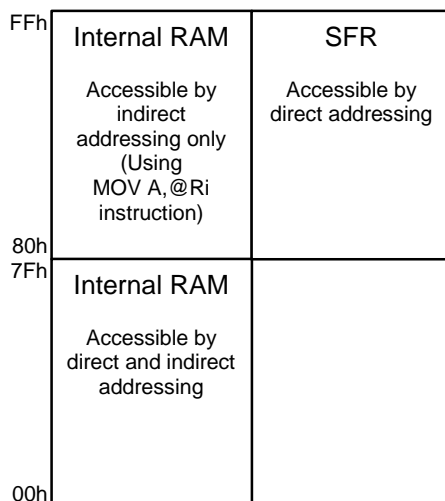 FFh
Internal RAM
Accessible by
indirect
addressing only
(Using
MOV A,@Ri
instruction)
SFR
Accessible by
direct addressing
80h
7Fh
Internal RAM
Accessible by
direct and indirect
addressing
00h